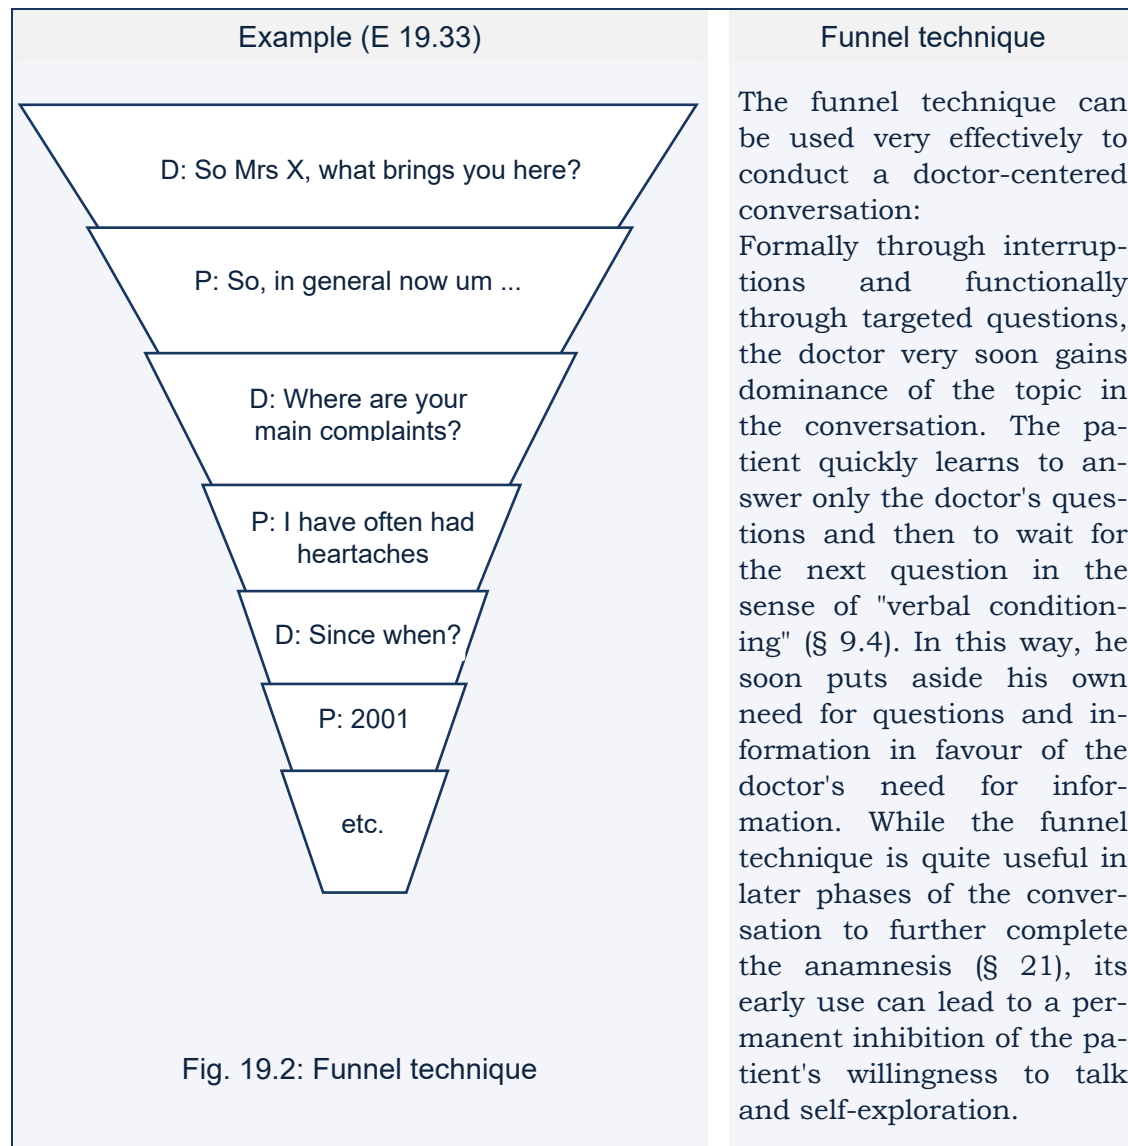 Example (E 19.33)
D: So Mrs X, what brings you here?
P: So, in general now um ...
D: Where are your
main complaints?
P: I have often had
heartaches
D: Since when?
P: 2001
etc.
Fig. 19.2: Funnel technique
Funnel technique
The funnel technique can
be used very effectively to
conduct a doctor-centered
conversation:
Formally through interrup-
tions and functionally
through targeted questions,
the doctor very soon gains
dominance of the topic in
the conversation. The pa-
tient quickly learns to an-
swer only the doctor's ques-
tions and then to wait for
the next question in the
sense of "verbal condition-
ing" (§ 9.4). In this way, he
soon puts aside his own
need for questions and in-
formation in favour of the
doctor's need for infor-
mation. While the funnel
technique is quite useful in
later phases of the conver-
sation to further complete
the anamnesis (§ 21), its
early use can lead to a per-
manent inhibition of the pa-
tient's willingness to talk
and self-exploration.